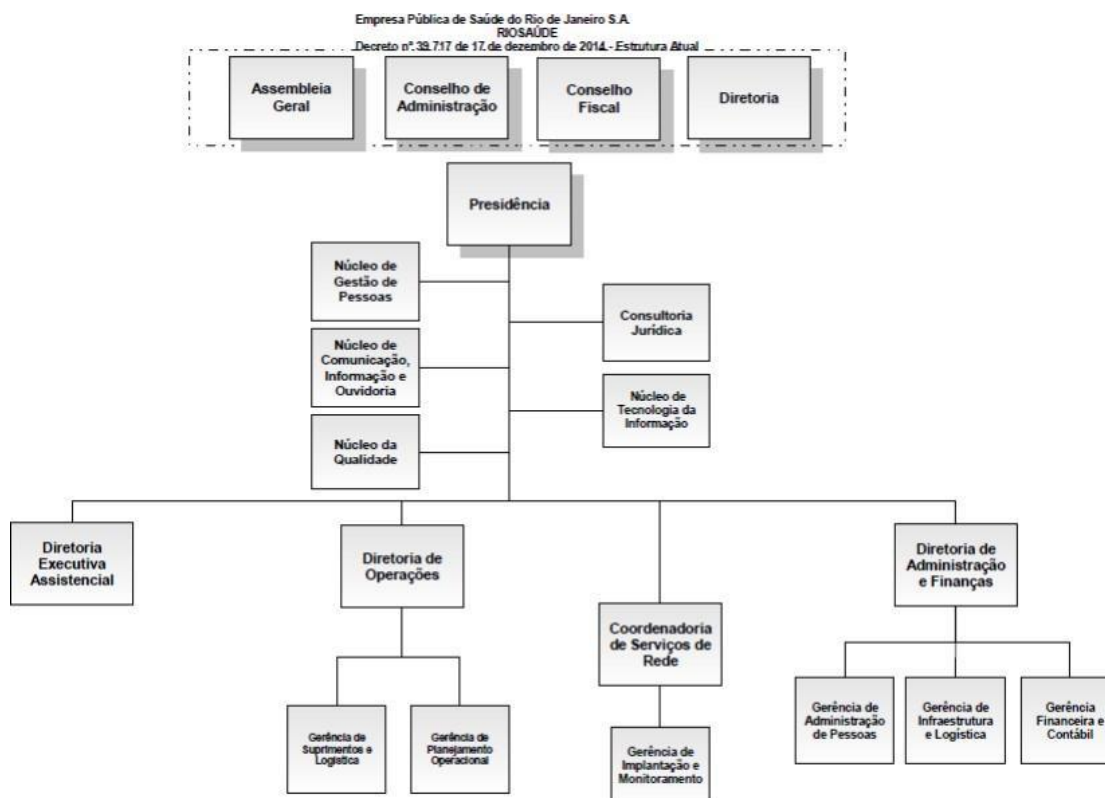 Empresa Pública de Saúde do Rio de Janeiro S.A.
RIOSAÚDE
Decreto nº 39.717 de 17 de dezembro de 2014 - Estrutura Atual
Assembleia
Geral
Conselho de
Administração
Conselho
Fiscal
Diretoria
Presidência
Núcleo de
Gestão de
Pessoas
Consultoria
Jurídica
Núcleo de
Comunicação,
Informação e
Ouvidoria
Núcleo de
Tecnologia da
Informação
Núcleo da
Qualidade
Diretoria
Executiva
Assistencial
Diretoria de
Operações
Coordenadoria
de Serviços de
Rede
Diretoria de
Administração
e Finanças
Gerência de
Suprimentos e
Logística
Gerência de
Planejamento
Operacional
Gerência de
Implantação e
Monitoramento
Gerência de
Administração
de Pessoas
Gerência de
Infraestrutura
e Logística
Gerência
Financeira e
Contábil